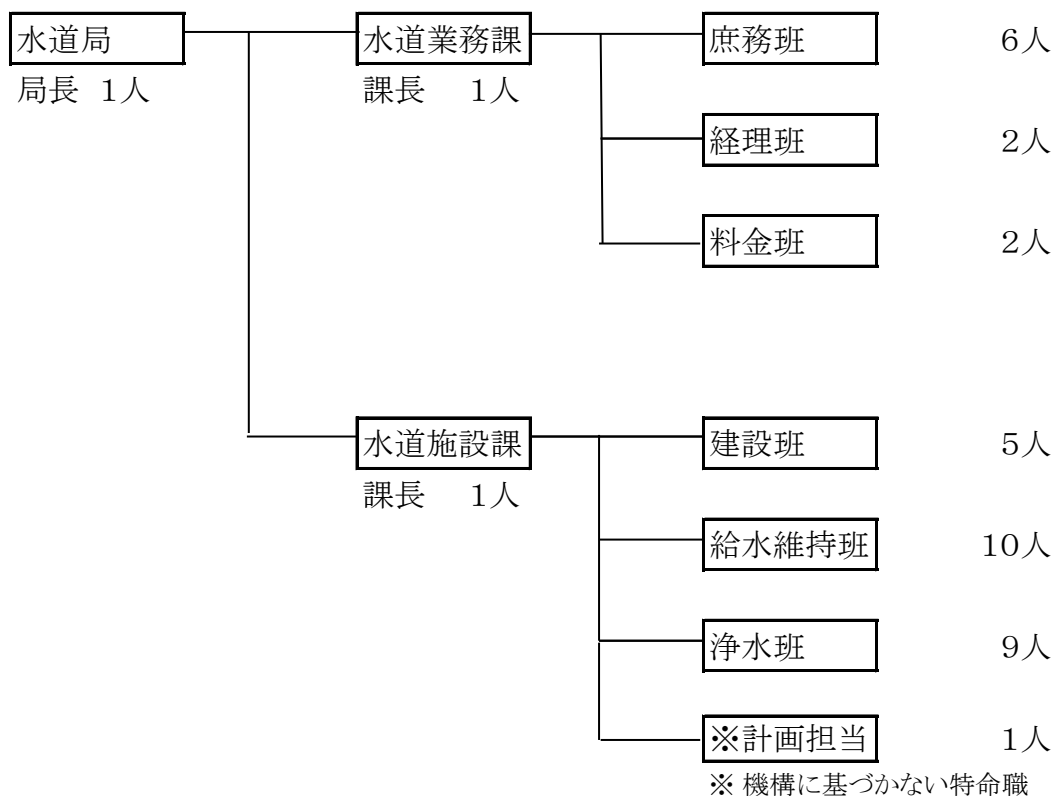 水道局 水道業務課 庶務班 6人
局長 1人 課長 1人
経理班 2人
料金班 2人
水道施設課 建設班 5人
課長 1人
給水維持班 10人
浄水班 9人
※計画担当 1人
※ 機構に基づかない特命職